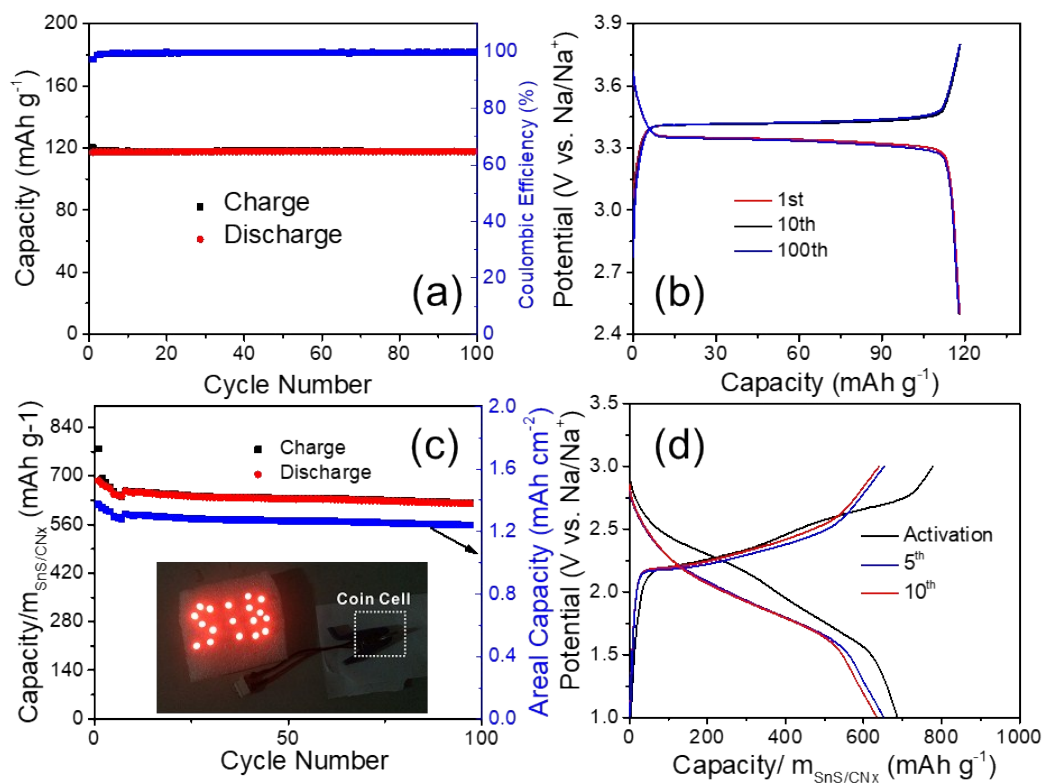 200
160
120
80
40
0
Capacity (mAh g⁻¹)
Charge
Discharge
(a)
100
80
60
40
20
0
Coulombic Efficiency (%)
0 20 40 60 80 100
Cycle Number
3.9
3.6
3.3
3.0
2.7
2.4
Potential (V vs. Na/Na⁺)
1st
10th
100th
(b)
0 30 60 90 120
Capacity (mAh g⁻¹)
840
700
560
420
280
140
0
Capacity/m_SnS/CNx (mAh g-1)
(c)
Charge
Discharge
Coin Cell
2.0
1.6
1.2
0.8
0.4
0.0
Areal Capacity (mAh cm⁻²)
0 50 100
Cycle Number
3.5
3.0
2.5
2.0
1.5
1.0
Potential (V vs. Na/Na⁺)
(d)
Activation
5th
10th
0 200 400 600 800 1000
Capacity/ m_SnS/CNx (mAh g⁻¹)